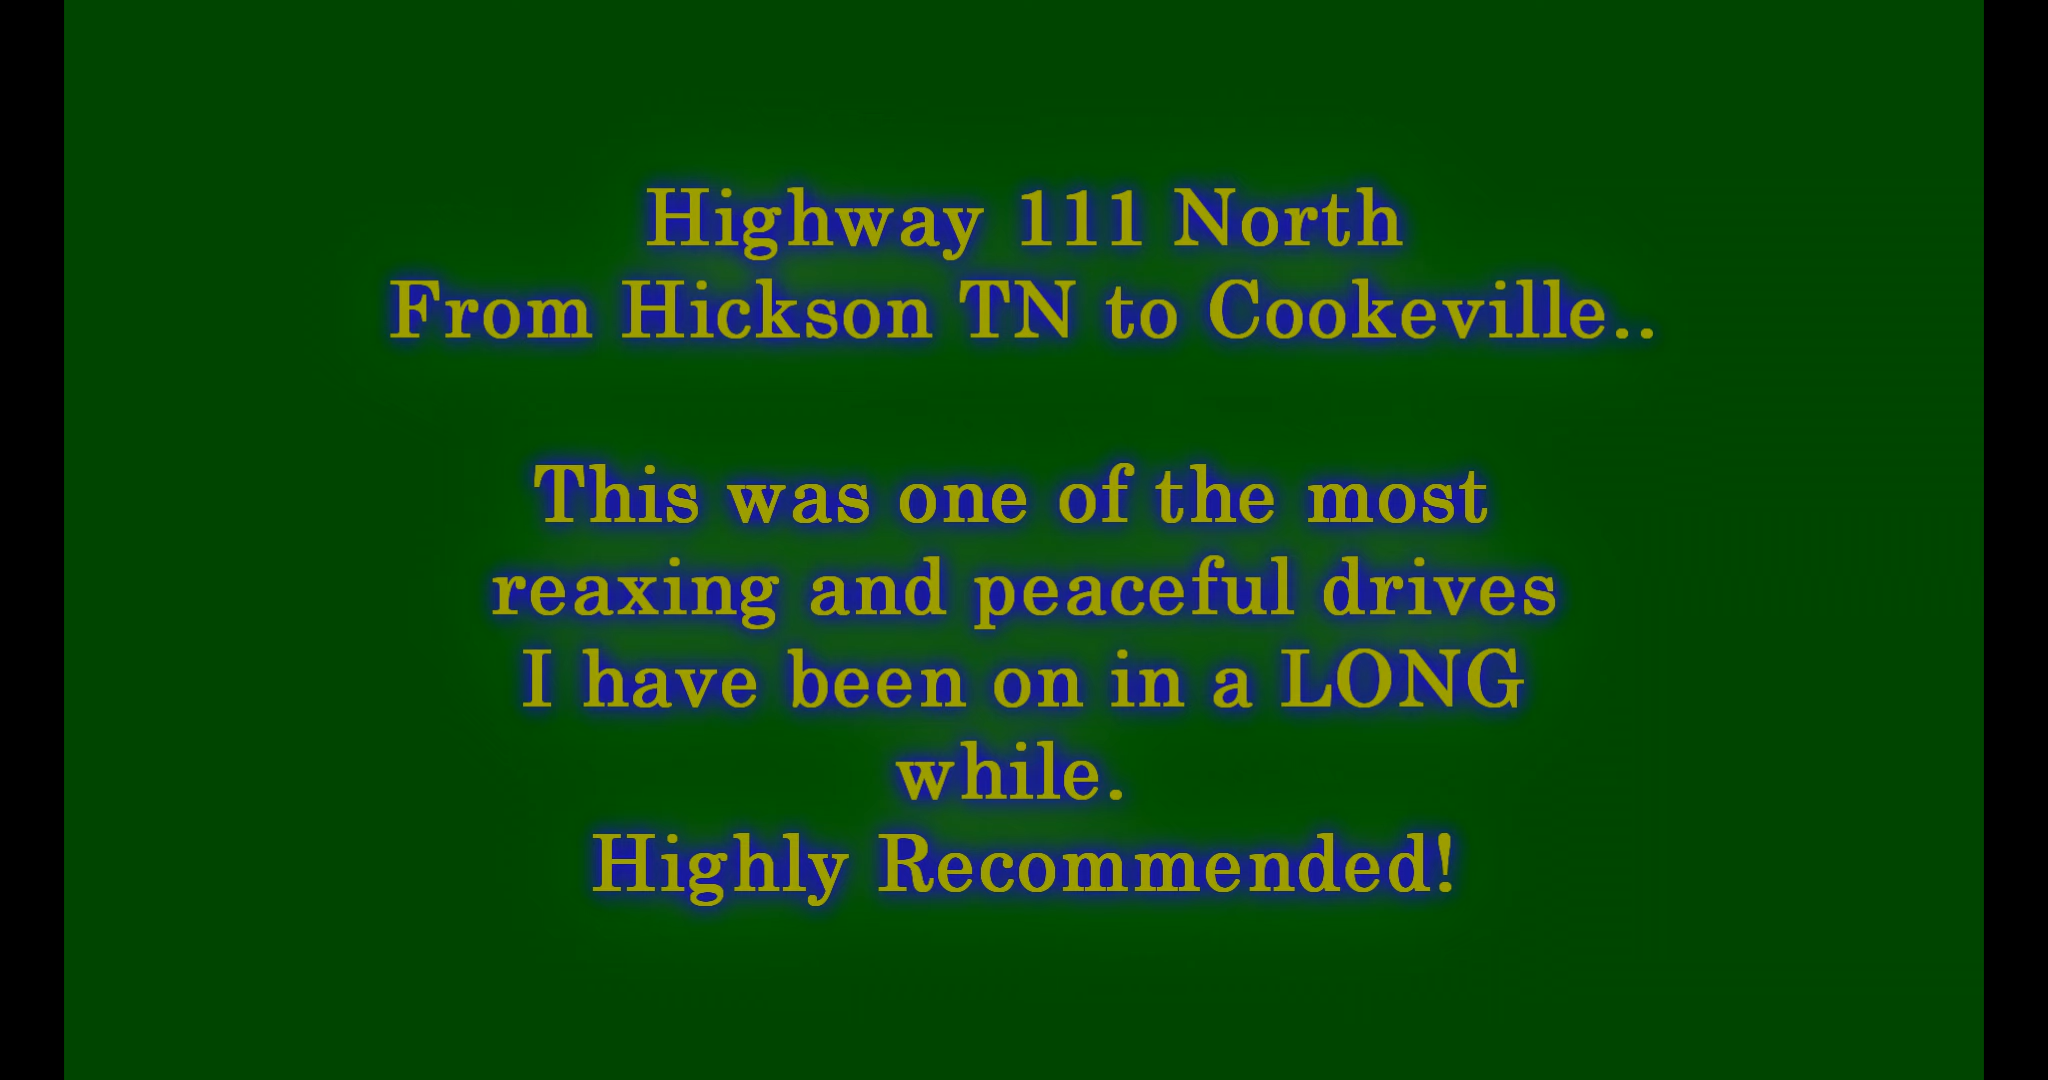 Highway 111 North
From Hickson TN to Cookeville..
This was one of the most
reaxing and peaceful drives
I have been on in a LONG
while.
Highly Recommended!